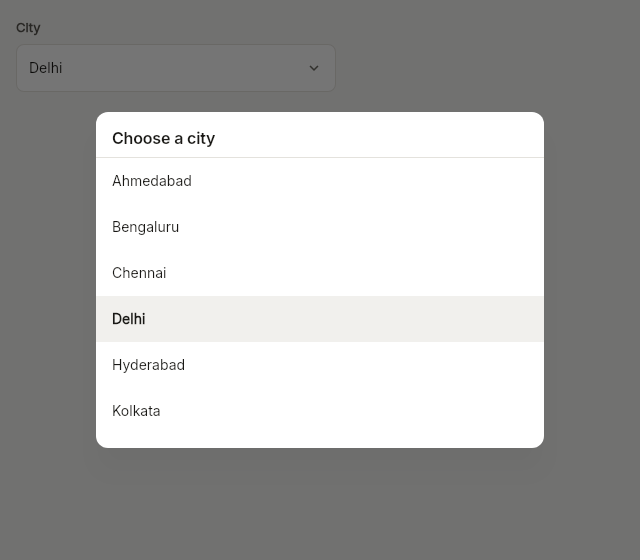 City
Delhi
Choose a city
Ahmedabad
Bengaluru
Chennai
Delhi
Hyderabad
Kolkata